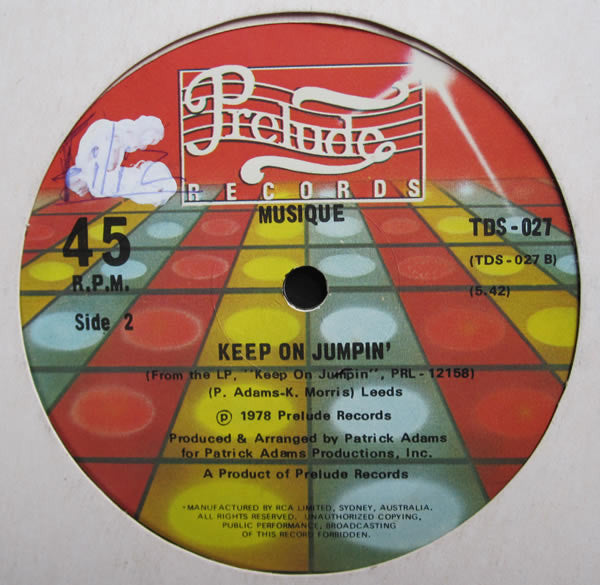 Prelude
RECORDS
MUSIQUE
45
R.P.M.
Side 2
TDS-027
(TDS-027 B)
(5.42)
KEEP ON JUMPIN'
(From the LP, "Keep On Jumpin", PRL-12158)
(P. Adams-K. Morris) Leeds
Ⓟ 1978 Prelude Records
Produced & Arranged by Patrick Adams
for Patrick Adams Productions, Inc.
A Product of Prelude Records
• MANUFACTURED BY RCA LIMITED, SYDNEY, AUSTRALIA.
ALL RIGHTS RESERVED. UNAUTHORIZED COPYING,
PUBLIC PERFORMANCE, BROADCASTING
OF THIS RECORD FORBIDDEN.